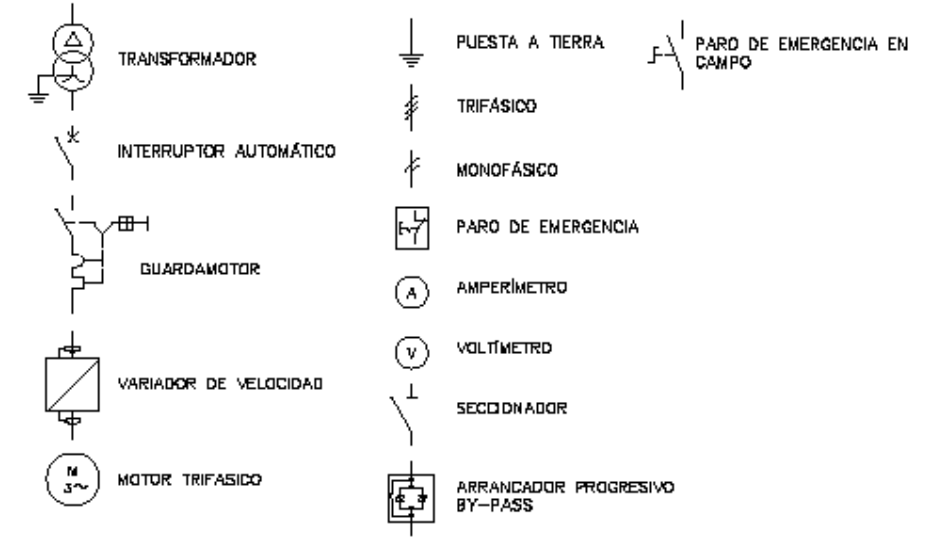 TRANSFORMADOR
INTERRUPTOR AUTOMÁTICO
GUARDAMOTOR
VARIADOR DE VELOCIDAD
M
3~
MOTOR TRIFASICO
PUESTA A TIERRA
TRIFÁSICO
MONOFÁSICO
PARO DE EMERGENCIA
A
AMPERÍMETRO
V
VOLTÍMETRO
SECCIONADOR
ARRANCADOR PROGRESIVO
BY-PASS
PARO DE EMERGENCIA EN
CAMPO